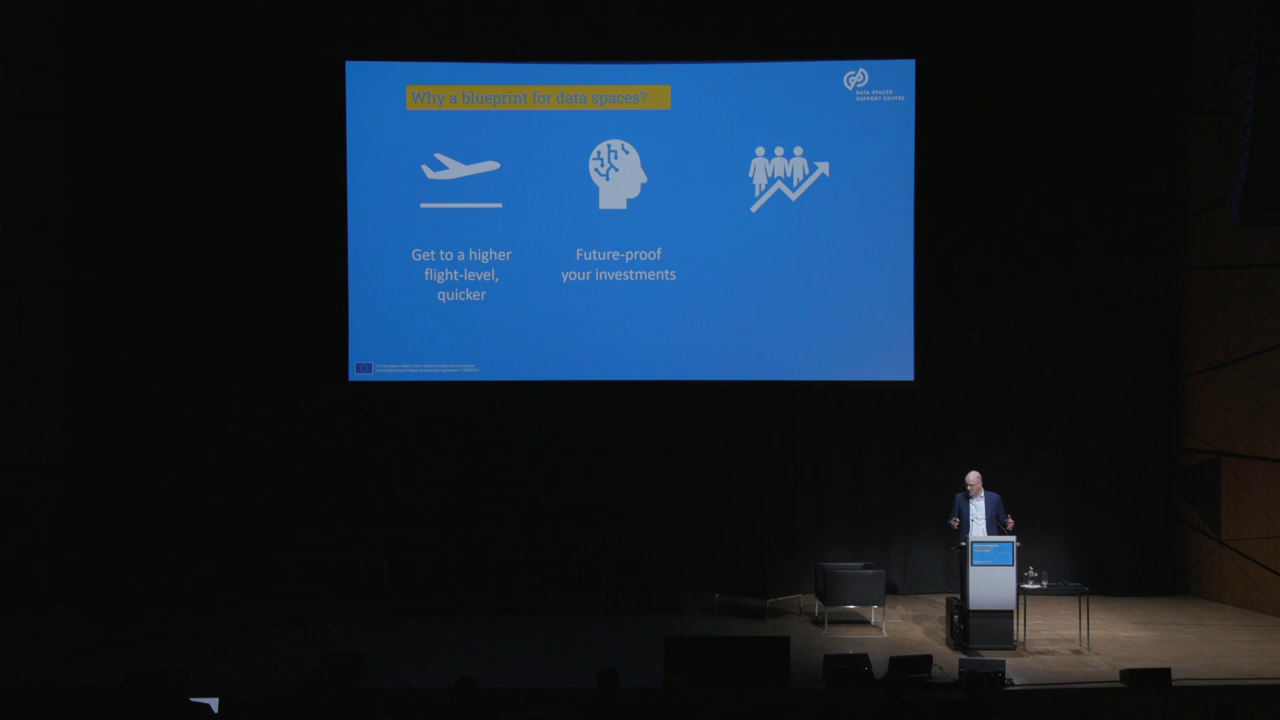 Why a blueprint for data spaces?
DATA SPACES
SUPPORT CENTRE
Get to a higher
flight-level,
quicker
Future-proof
your investments